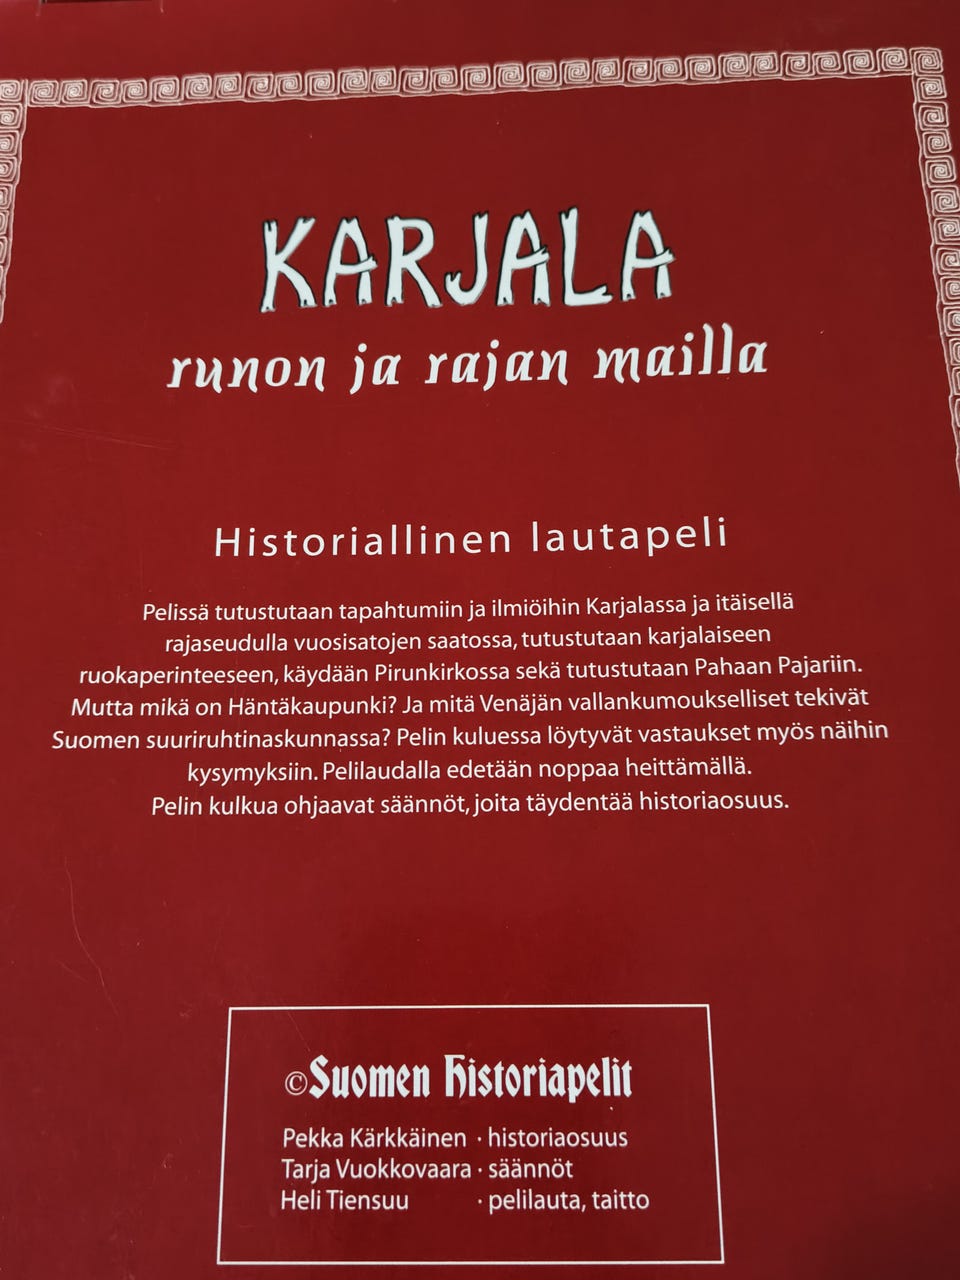 KARJALA
runon ja rajan mailla
Historiallinen lautapeli
Pelissä tutustutaan tapahtumiin ja ilmiöihin Karjalassa ja itäisellä
rajaseudulla vuosisatojen saatossa, tutustutaan karjalaiseen
ruokaperinteeseen, käydään Pirunkirkossa sekä tutustutaan Pahaan Pajariin.
Mutta mikä on Häntäkaupunki? Ja mitä Venäjän vallankumoukselliset tekivät
Suomen suuriruhtinaskunnassa? Pelin kuluessa löytyvät vastaukset myös näihin
kysymyksiin. Pelilaudalla edetään noppaa heittämällä.
Pelin kulkua ohjaavat säännöt, joita täydentää historiaosuus.
©Suomen Historiapelit
Pekka Kärkkäinen · historiaosuus
Tarja Vuokkovaara · säännöt
Heli Tiensuu · pelilauta, taitto